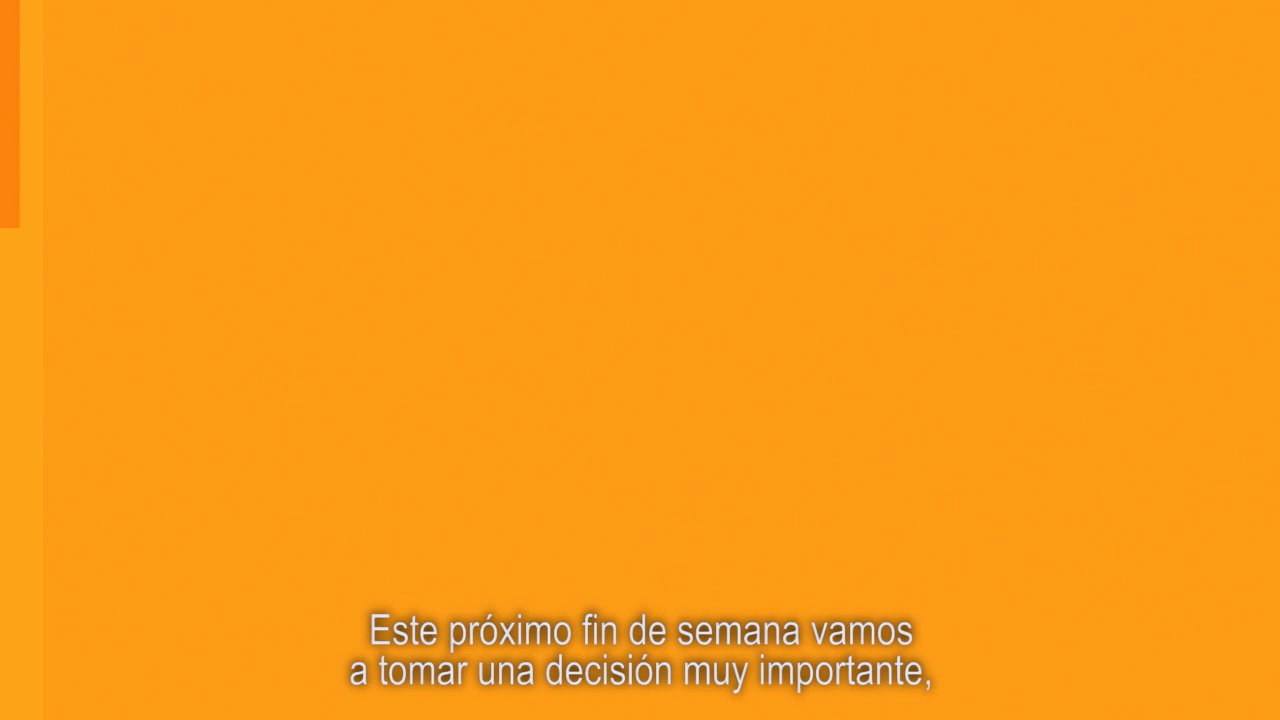 Este próximo fin de semana vamos
a tomar una decisión muy importante,